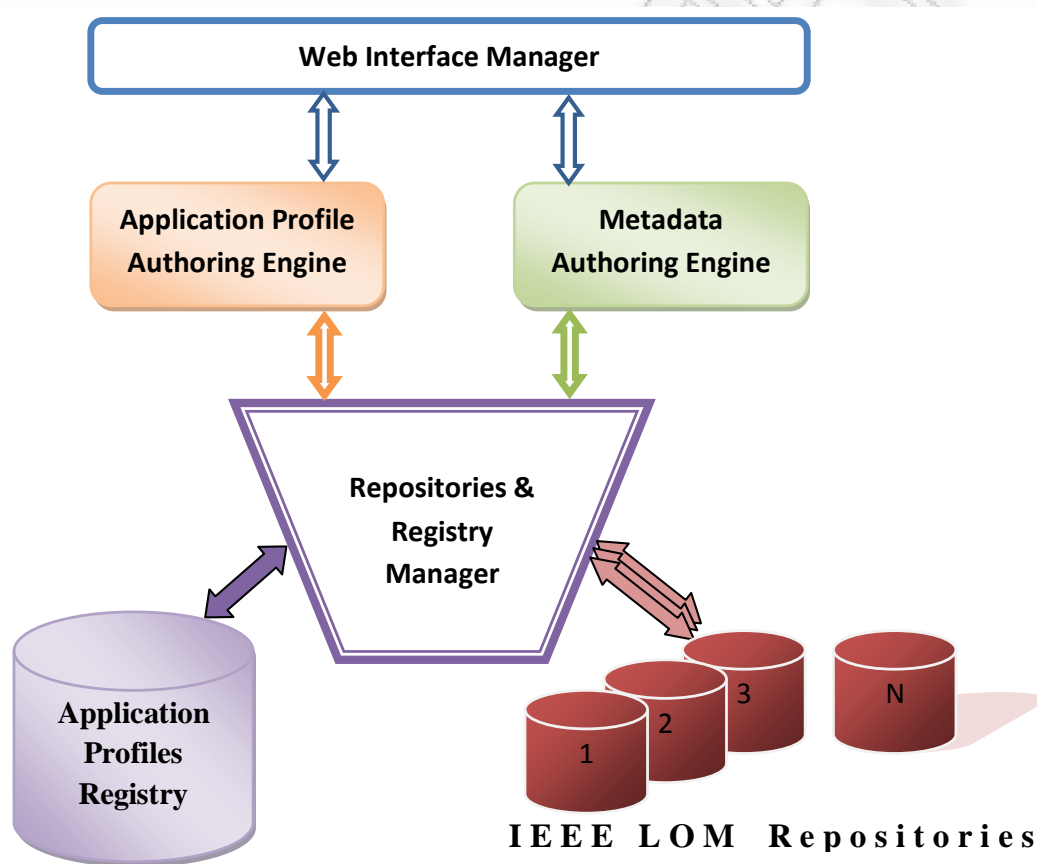 Web Interface Manager
Application Profile
Authoring Engine
Metadata
Authoring Engine
Repositories &
Registry
Manager
Application
Profiles
Registry
1
2
3
N
IEEE LOM Repositories